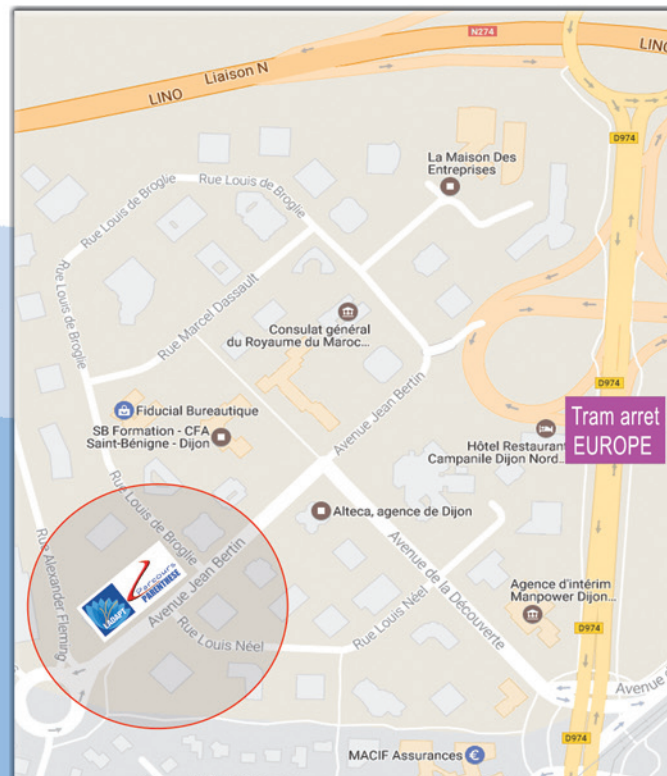 N274
LINO
Liaison N
LINO
D974
La Maison Des
Entreprises
Rue Louis de Broglie
Rue Louis de Broglie
Rue Louis de Broglie
Rue Marcel Dassault
Consulat général
du Royaume du Maroc...
D974
Avenue Jean Bertin
Fiducial Bureautique
SB Formation - CFA
Saint-Bénigne - Dijon
Tram arret
EUROPE
Hôtel Restaurant
Campanile Dijon Nord...
Rue Louis de Broglie
Alteca, agence de Dijon
Rue Alexander Fleming
LADAPT
Parcours
PARENTHESE
Avenue Jean Bertin
Avenue de la Découverte
Agence d'intérim
Manpower Dijon...
Rue Louis Néel
Rue Louis Néel
D974
Avenue
D974
MACIF Assurances